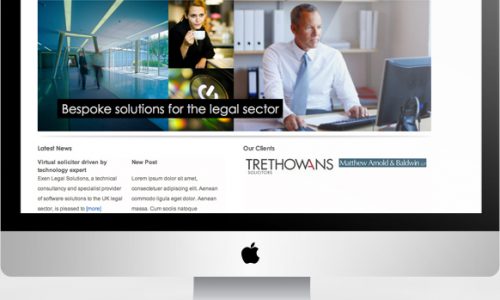 Bespoke solutions for the legal sector
Latest News
Virtual solicitor driven by
technology expert
Exen Legal Solutions, a technical
consultancy and specialist provider
of software solutions to the UK legal
sector, is pleased to [more].
New Post
Lorem ipsum dolor sit amet,
consectetur adipiscing elit. Aenean
commodo ligula eget dolor. Aenean
massa. Cum sociis natoque
Our Clients
TRETHOWANS
SOLICITORS
Matthew Arnold & Baldwin LLP